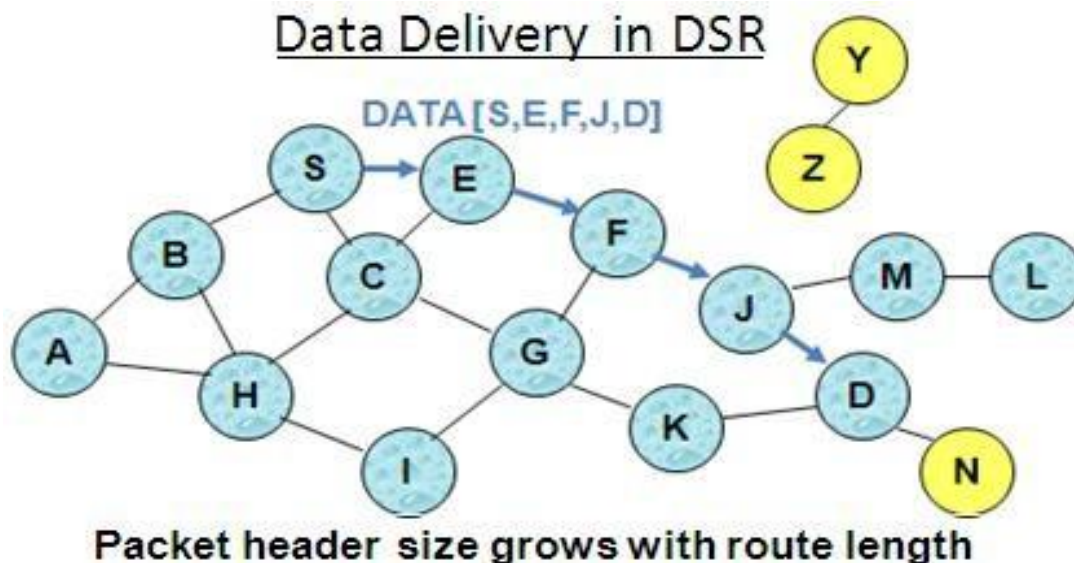 Data Delivery in DSR
Y
DATA [S,E,F,J,D]
Z
S
E
F
B
C
M
L
J
A
G
H
D
K
I
N
Packet header size grows with route length